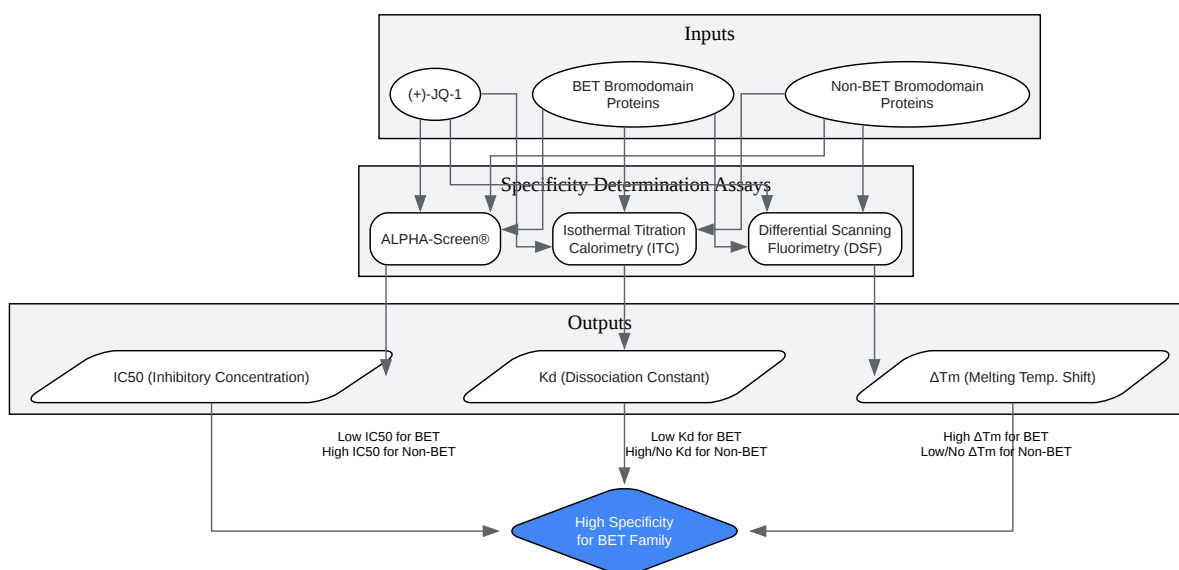 Inputs
(+)-JQ-1
BET Bromodomain
Proteins
Non-BET Bromodomain
Proteins
Specificity Determination Assays
ALPHA-Screen®
Isothermal Titration
Calorimetry (ITC)
Differential Scanning
Fluorimetry (DSF)
Outputs
IC50 (Inhibitory Concentration)
Kd (Dissociation Constant)
ΔTm (Melting Temp. Shift)
Low IC50 for BET
High IC50 for Non-BET
Low Kd for BET
High/No Kd for Non-BET
High ΔTm for BET
Low/No ΔTm for Non-BET
High Specificity
for BET Family